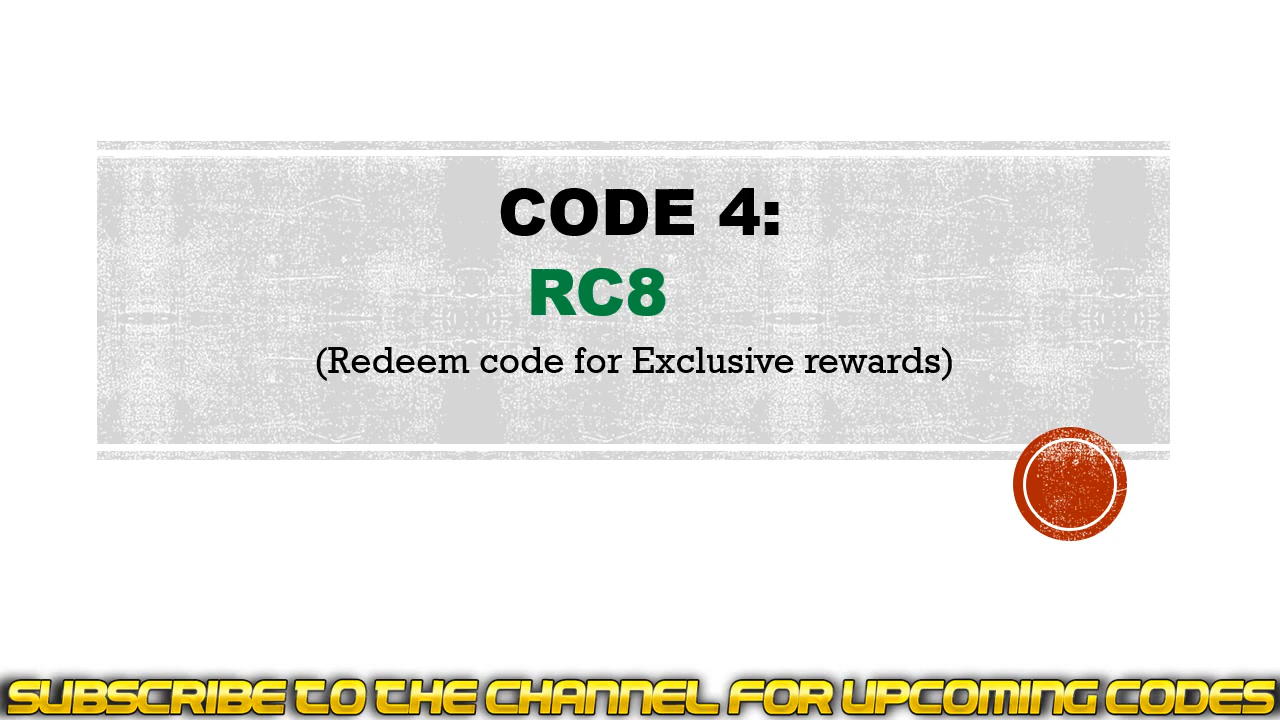 CODE 4:
RC8
(Redeem code for Exclusive rewards)
SUBSCRIBE TO THE CHANNEL FOR UPCOMING CODES